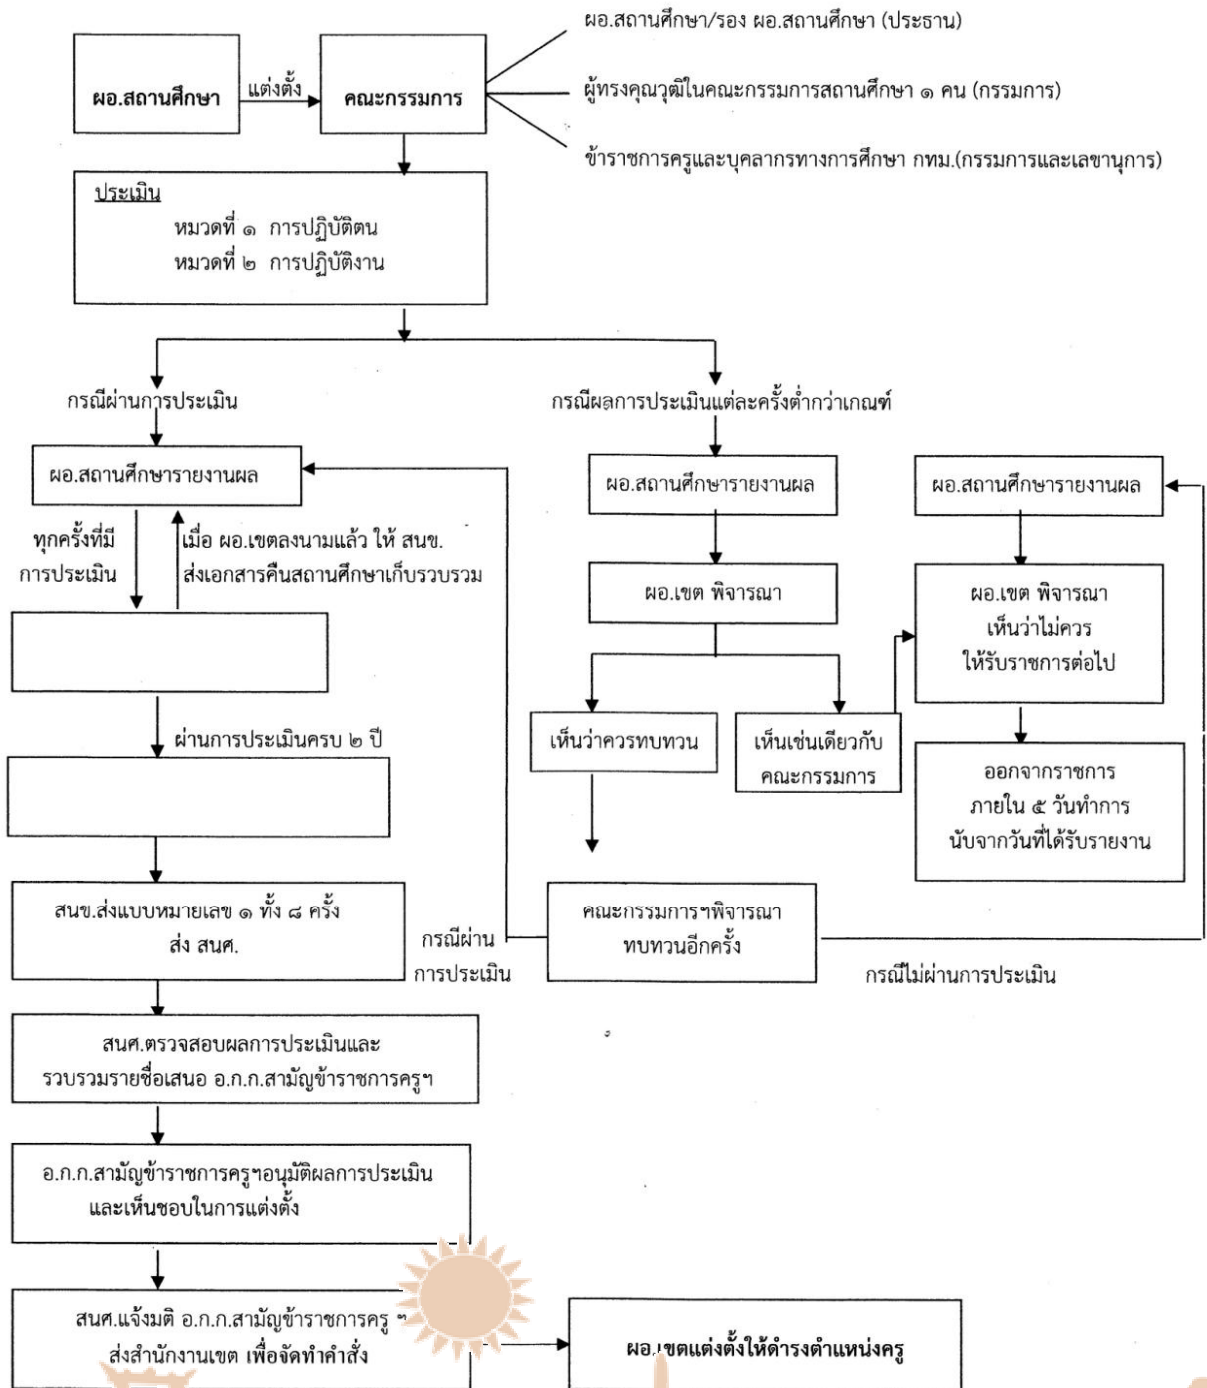 ผอ.สถานศึกษา/รอง ผอ.สถานศึกษา (ประธาน)
ผอ.สถานศึกษา
แต่งตั้ง
คณะกรรมการ
ผู้ทรงคุณวุฒิในคณะกรรมการสถานศึกษา ๑ คน (กรรมการ)
ข้าราชการครูและบุคลากรทางการศึกษา กทม.(กรรมการและเลขานุการ)
ประเมิน
หมวดที่ ๑ การปฏิบัติตน
หมวดที่ ๒ การปฏิบัติงาน
กรณีผ่านการประเมิน
กรณีผลการประเมินแต่ละครั้งต่ำกว่าเกณฑ์
ผอ.สถานศึกษารายงานผล
ผอ.สถานศึกษารายงานผล
ผอ.สถานศึกษารายงานผล
ทุกครั้งที่มี
การประเมิน
เมื่อ ผอ.เขตลงนามแล้ว ให้ สนข.
ส่งเอกสารคืนสถานศึกษาเก็บรวบรวม
ผอ.เขต พิจารณา
ผอ.เขต พิจารณา
เห็นว่าไม่ควร
ให้รับราชการต่อไป
ผ่านการประเมินครบ ๒ ปี
เห็นว่าควรทบทวน
เห็นเช่นเดียวกับ
คณะกรรมการ
ออกจากราชการ
ภายใน ๕ วันทำการ
นับจากวันที่ได้รับรายงาน
สนข.ส่งแบบหมายเลข ๑ ทั้ง ๘ ครั้ง
ส่ง สนศ.
กรณีผ่าน
การประเมิน
คณะกรรมการฯพิจารณา
ทบทวนอีกครั้ง
กรณีไม่ผ่านการประเมิน
สนศ.ตรวจสอบผลการประเมินและ
รวบรวมรายชื่อเสนอ อ.ก.ก.สามัญข้าราชการครูฯ
อ.ก.ก.สามัญข้าราชการครูฯอนุมัติผลการประเมิน
และเห็นชอบในการแต่งตั้ง
สนศ.แจ้งมติ อ.ก.ก.สามัญข้าราชการครู ฯ
ส่งสำนักงานเขต เพื่อจัดทำคำสั่ง
ผอ.เขตแต่งตั้งให้ดำรงตำแหน่งครู